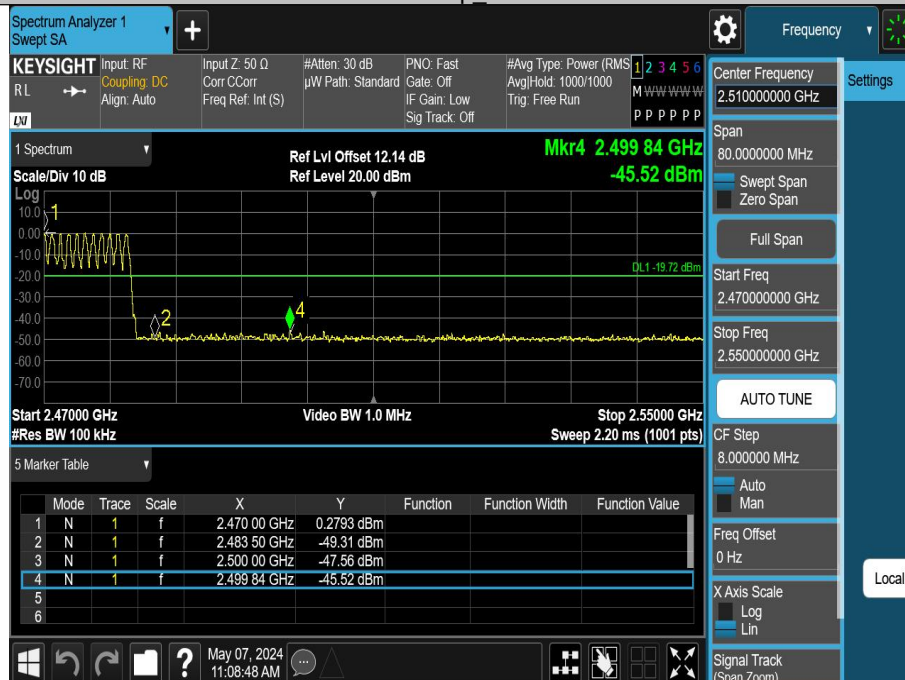 Spectrum Analyzer 1
Swept SA
+
Frequency
KEYSIGHT
RL
LXI
Input: RF
Coupling: DC
Align: Auto
Input Z: 50 Ω
Corr CCorr
Freq Ref: Int (S)
#Atten: 30 dB
µW Path: Standard
PNO: Fast
Gate: Off
IF Gain: Low
Sig Track: Off
#Avg Type: Power (RMS
Avg|Hold: 1000/1000
Trig: Free Run
1 2 3 4 5 6
M W W W W W
P P P P P P
1 Spectrum
Scale/Div 10 dB
Ref Lvl Offset 12.14 dB
Ref Level 20.00 dBm
Mkr4 2.499 84 GHz
-45.52 dBm
Log
10.0
0.00
-10.0
-20.0
-30.0
-40.0
-50.0
-60.0
-70.0
1
2
4
DL1 -19.72 dBm
Start 2.47000 GHz
#Res BW 100 kHz
Video BW 1.0 MHz
Stop 2.55000 GHz
Sweep 2.20 ms (1001 pts)
5 Marker Table
Mode Trace Scale X Y Function Function Width Function Value
1 N 1 f 2.470 00 GHz 0.2793 dBm
2 N 1 f 2.483 50 GHz -49.31 dBm
3 N 1 f 2.500 00 GHz -47.56 dBm
4 N 1 f 2.499 84 GHz -45.52 dBm
5
6
?
May 07, 2024
11:08:48 AM
Center Frequency
2.510000000 GHz
Settings
Span
80.0000000 MHz
Swept Span
Zero Span
Full Span
Start Freq
2.470000000 GHz
Stop Freq
2.550000000 GHz
AUTO TUNE
CF Step
8.000000 MHz
Auto
Man
Freq Offset
0 Hz
X Axis Scale
Log
Lin
Local
Signal Track
(Span Zoom)